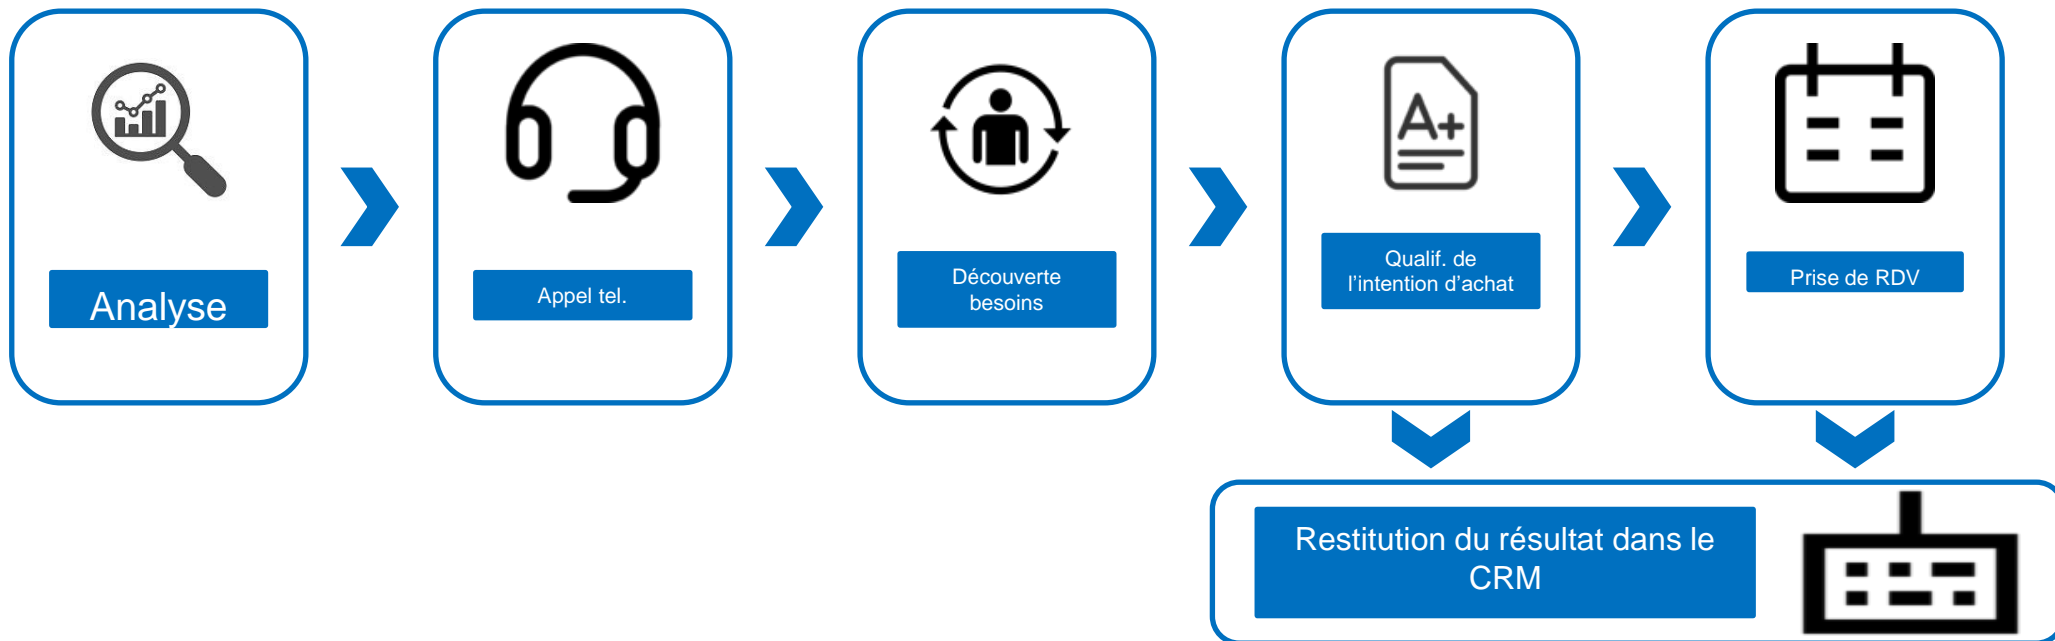 Analyse
Appel tel.
Découverte
besoins
Qualif. de
l'intention d'achat
Prise de RDV
A+
Restitution du résultat dans le
CRM